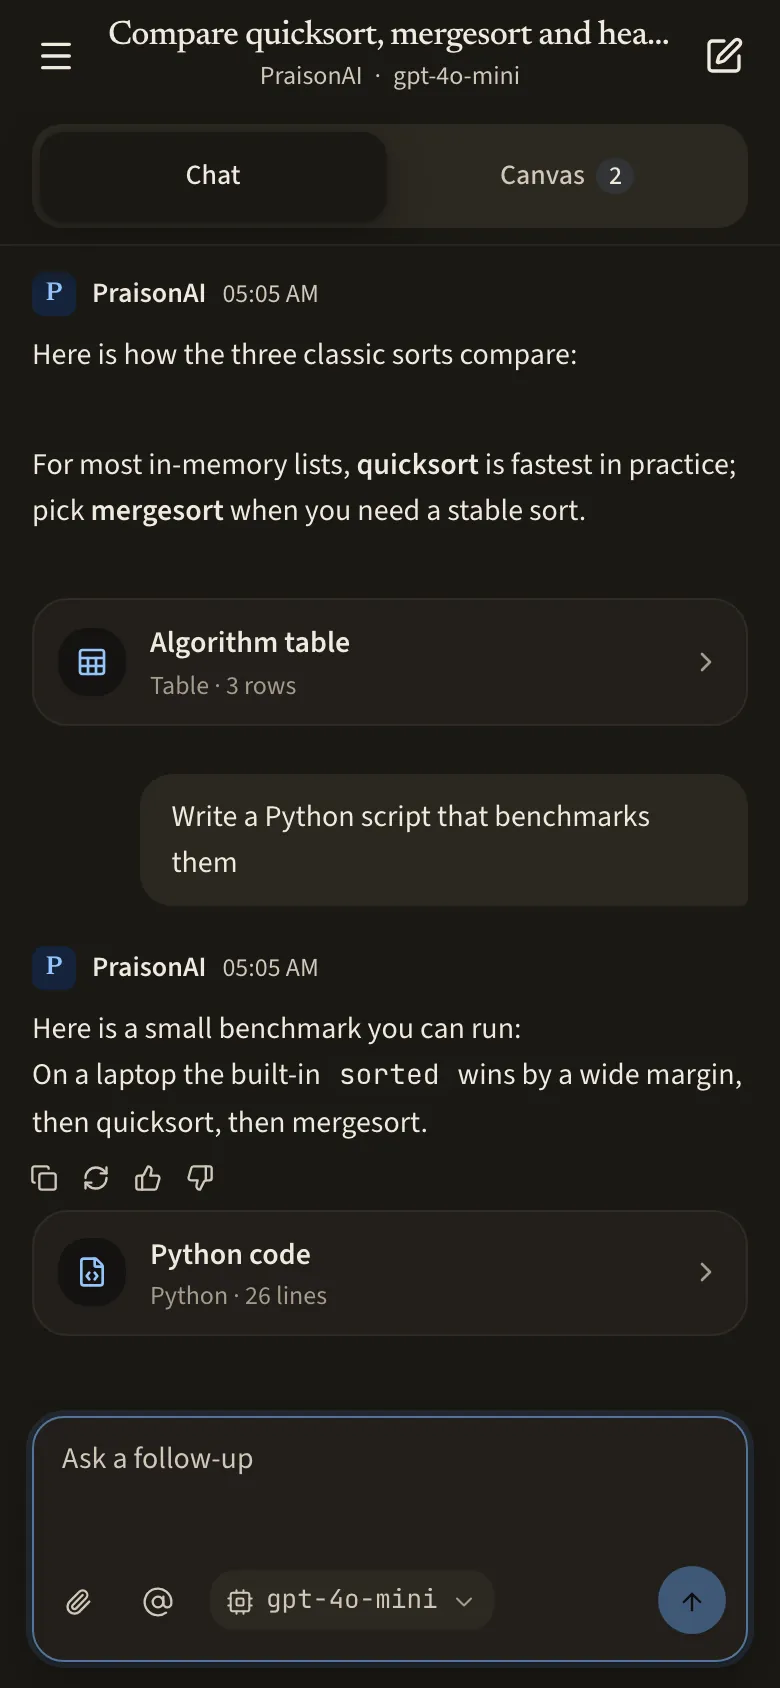 Compare quicksort, mergesort and hea...
PraisonAI · gpt-4o-mini
Chat
Canvas 2
P PraisonAI 05:05 AM
Here is how the three classic sorts compare:
For most in-memory lists, quicksort is fastest in practice;
pick mergesort when you need a stable sort.
Algorithm table
Table · 3 rows
Write a Python script that benchmarks
them
P PraisonAI 05:05 AM
Here is a small benchmark you can run:
On a laptop the built-in sorted wins by a wide margin,
then quicksort, then mergesort.
Python code
Python · 26 lines
Ask a follow-up
gpt-4o-mini